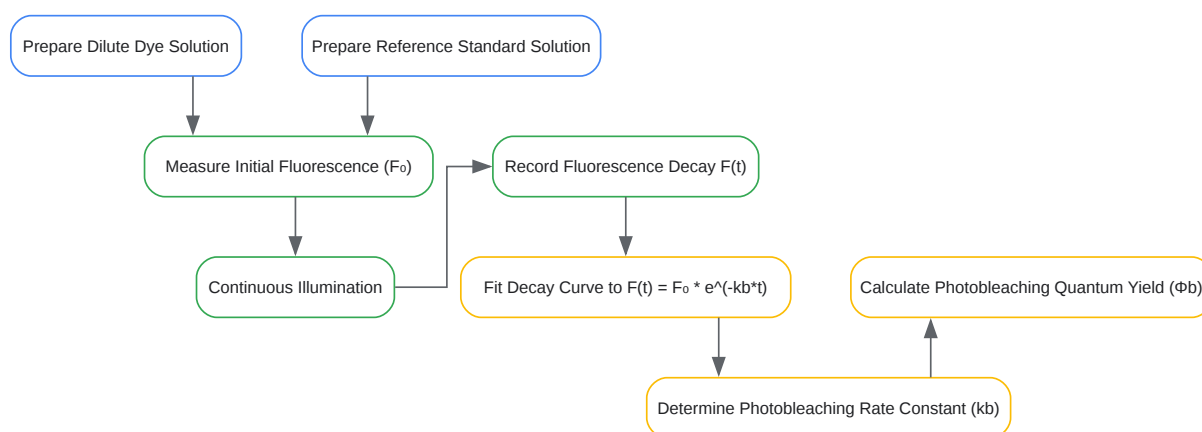 Prepare Dilute Dye Solution
Prepare Reference Standard Solution
Measure Initial Fluorescence (F₀)
Record Fluorescence Decay F(t)
Continuous Illumination
Fit Decay Curve to F(t) = F₀ * e^(-kb*t)
Calculate Photobleaching Quantum Yield (Φb)
Determine Photobleaching Rate Constant (kb)